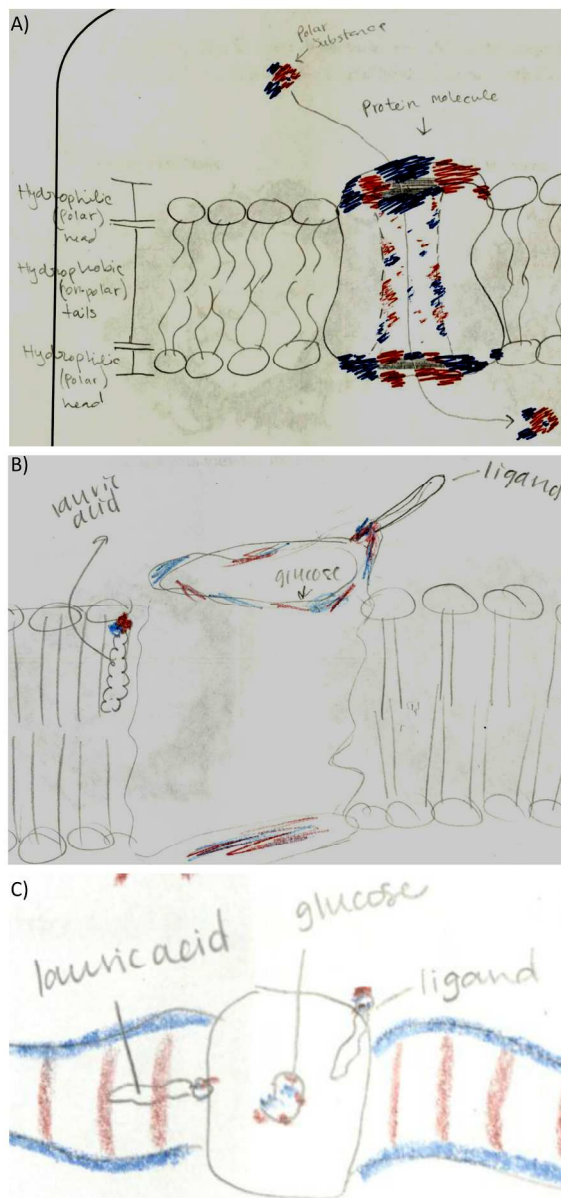 A)
Polar
substance
Protein molecule
Hydrophilic
(polar)
head
Hydrophobic
(non-polar)
tails
Hydrophilic
(polar)
head
B)
lauric
acid
ligand
glucose
C)
lauric acid
glucose
ligand